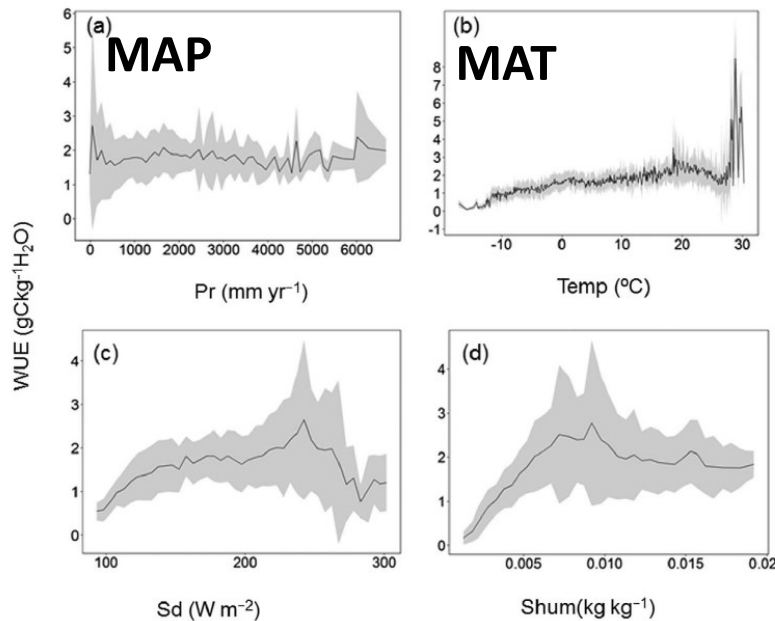 (a) MAP
6
5
4
3
2
1
0
0 1000 2000 3000 4000 5000 6000
Pr (mm yr⁻¹)
(b) MAT
8
7
6
5
4
3
2
1
0
-1
-10 0 10 20 30
Temp (ºC)
WUE (gCkg⁻¹H₂O)
(c)
4
3
2
1
0
100 200 300
Sd (W m⁻²)
(d)
4
3
2
1
0
0.005 0.010 0.015 0.02
Shum(kg kg⁻¹)